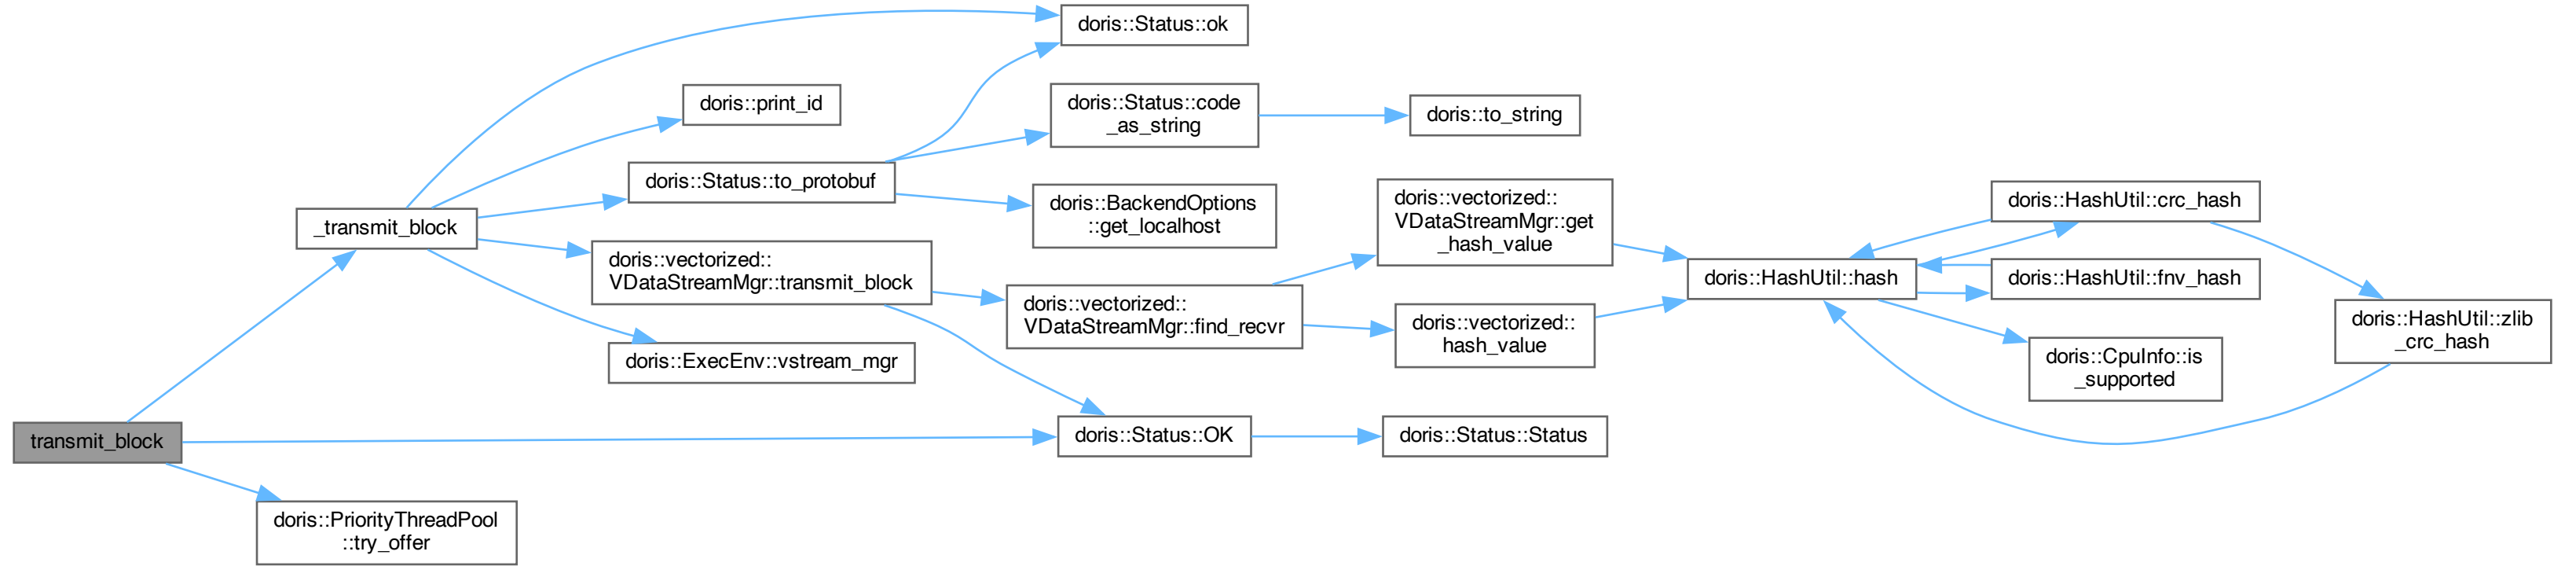 doris::Status::ok
doris::print_id
doris::Status::code
_as_string
doris::to_string
doris::Status::to_protobuf
doris::BackendOptions
::get_localhost
_transmit_block
doris::vectorized::
VDataStreamMgr::transmit_block
doris::vectorized::
VDataStreamMgr::get
_hash_value
doris::HashUtil::crc_hash
doris::HashUtil::hash
doris::HashUtil::fnv_hash
doris::vectorized::
VDataStreamMgr::find_recvr
doris::vectorized::
hash_value
doris::HashUtil::zlib
_crc_hash
doris::ExecEnv::vstream_mgr
doris::CpuInfo::is
_supported
transmit_block
doris::Status::OK
doris::Status::Status
doris::PriorityThreadPool
::try_offer